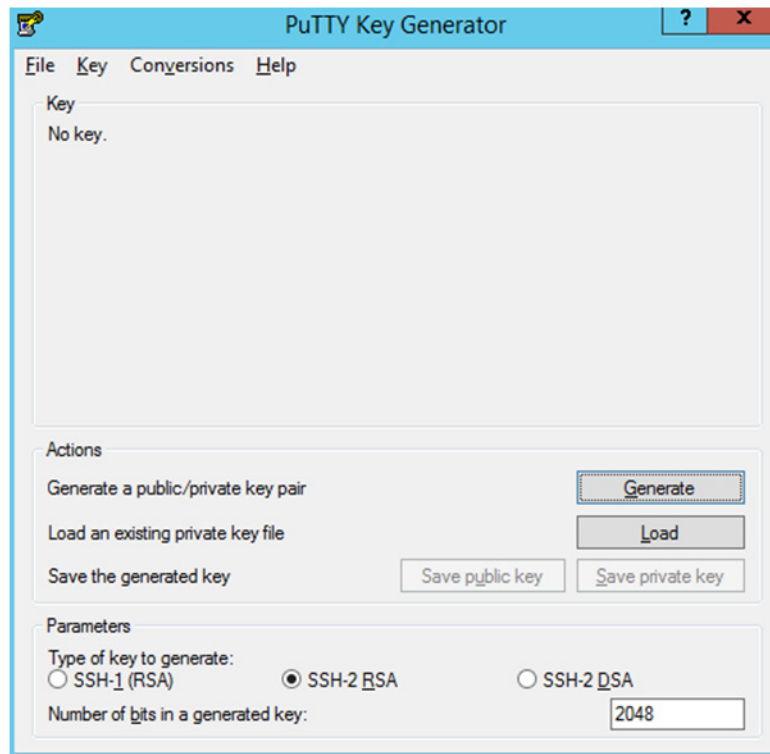 PuTTY Key Generator
? x
File Key Conversions Help
Key
No key.
Actions
Generate a public/private key pair Generate
Load an existing private key file Load
Save the generated key Save public key Save private key
Parameters
Type of key to generate:
SSH-1 (RSA) SSH-2 RSA SSH-2 DSA
Number of bits in a generated key: 2048